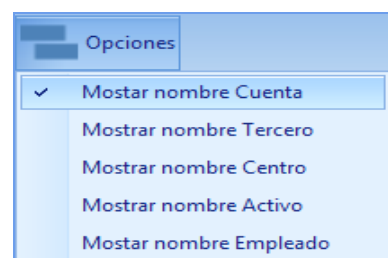 Opciones
Mostar nombre Cuenta
Mostrar nombre Tercero
Mostrar nombre Centro
Mostrar nombre Activo
Mostar nombre Empleado